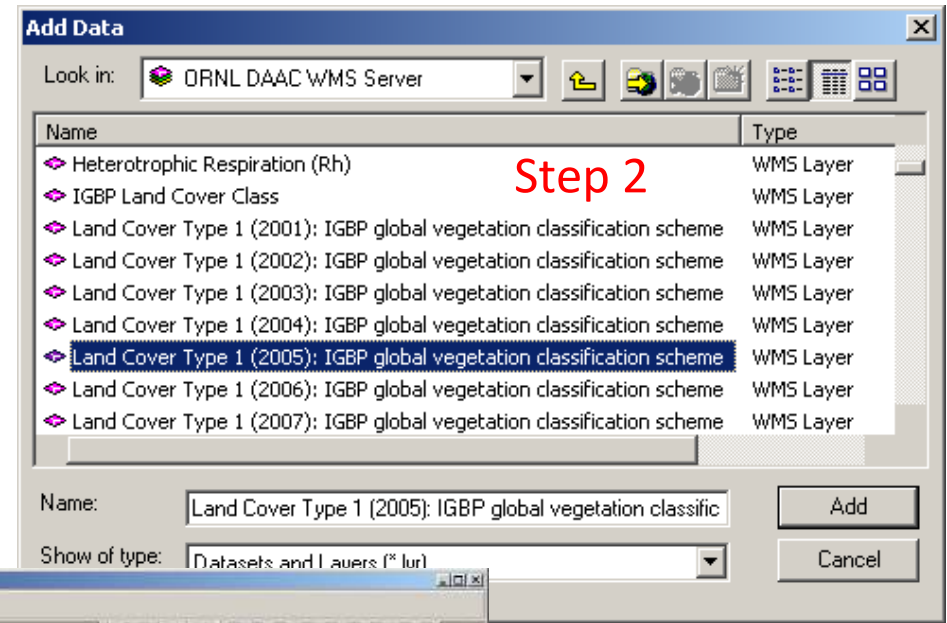 Add Data
Look in: ORNL DAAC WMS Server
Name Type
Heterotrophic Respiration (Rh) WMS Layer
Step 2
IGBP Land Cover Class WMS Layer
Land Cover Type 1 (2001): IGBP global vegetation classification scheme WMS Layer
Land Cover Type 1 (2002): IGBP global vegetation classification scheme WMS Layer
Land Cover Type 1 (2003): IGBP global vegetation classification scheme WMS Layer
Land Cover Type 1 (2004): IGBP global vegetation classification scheme WMS Layer
Land Cover Type 1 (2005): IGBP global vegetation classification scheme WMS Layer
Land Cover Type 1 (2006): IGBP global vegetation classification scheme WMS Layer
Land Cover Type 1 (2007): IGBP global vegetation classification scheme WMS Layer
Name: Land Cover Type 1 (2005): IGBP global vegetation classific Add
Show of type: Datasets and Layers (*.lyr) Cancel